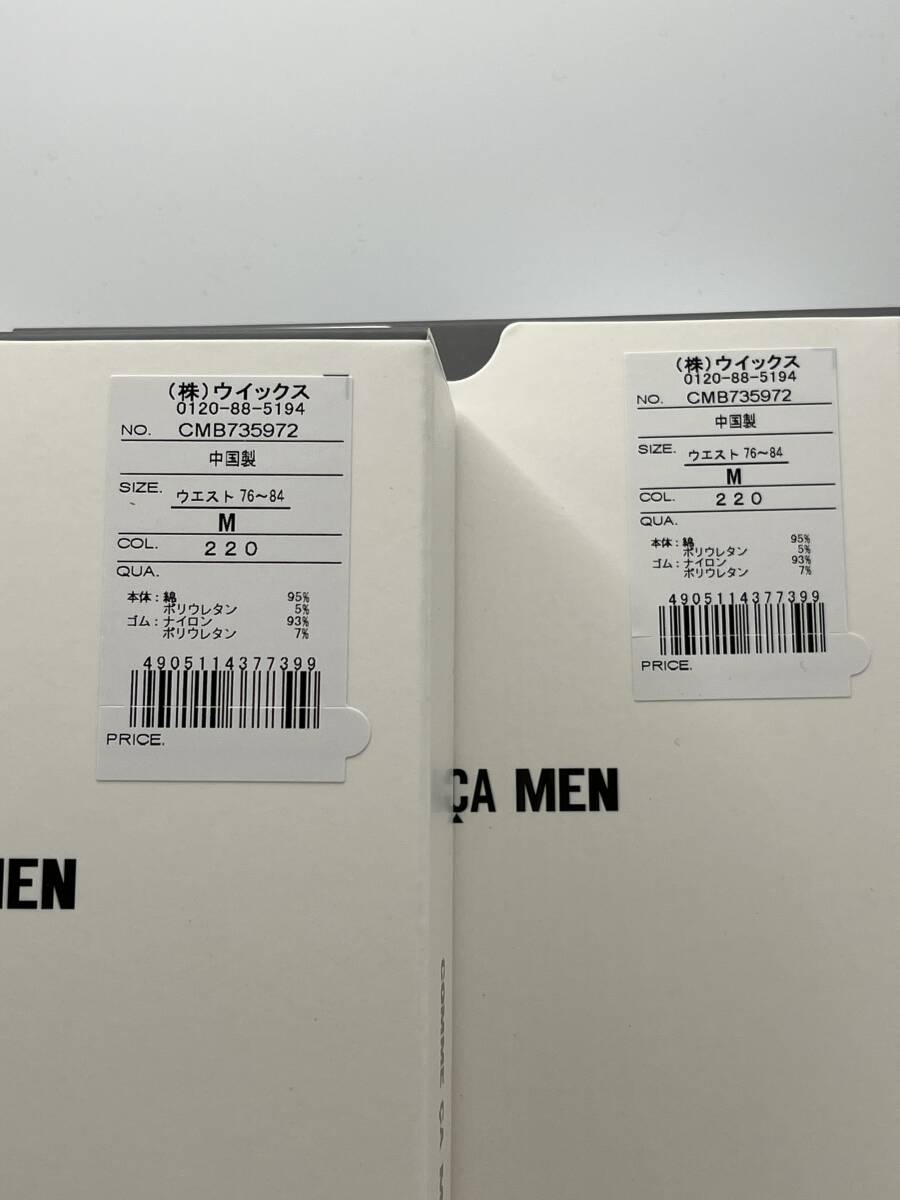 （株）ウイックス
0120-88-5194
NO. CMB735972
中国製
SIZE. ウエスト 76～84
M
COL. 220
QUA.
本体：綿 95%
ポリウレタン 5%
ゴム：ナイロン 93%
ポリウレタン 7%
4905114377399
PRICE.
（株）ウイックス
0120-88-5194
NO. CMB735972
中国製
SIZE. ウエスト 76～84
M
COL. 220
QUA.
本体：綿 95%
ポリウレタン 5%
ゴム：ナイロン 93%
ポリウレタン 7%
4905114377399
PRICE.
ÇA MEN
MEN
COMME ÇA